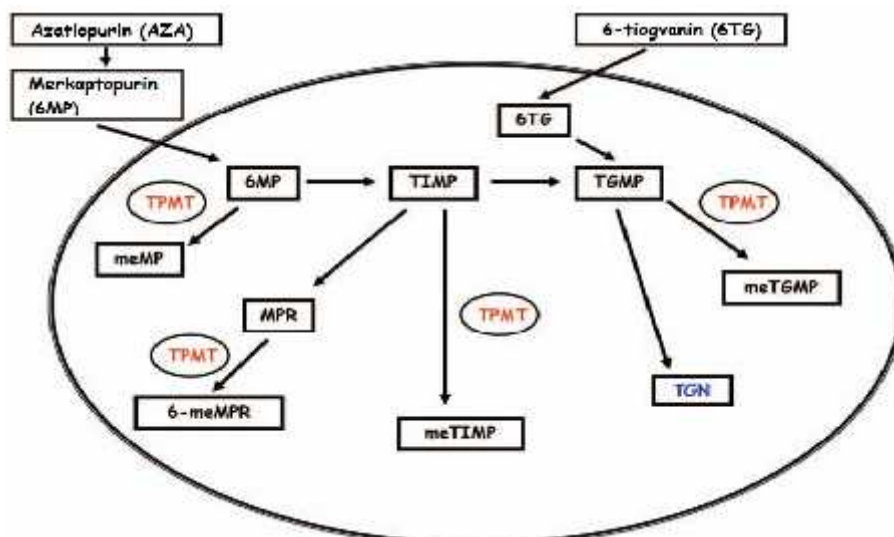 Azatiopurin (AZA)
6-tiogvanin (6TG)
Merkaptopurin
(6MP)
6TG
6MP
TIMP
TGMP
TPMT
TPMT
meMP
meTGMP
MPR
TPMT
TPMT
TGN
6-meMPR
meTIMP